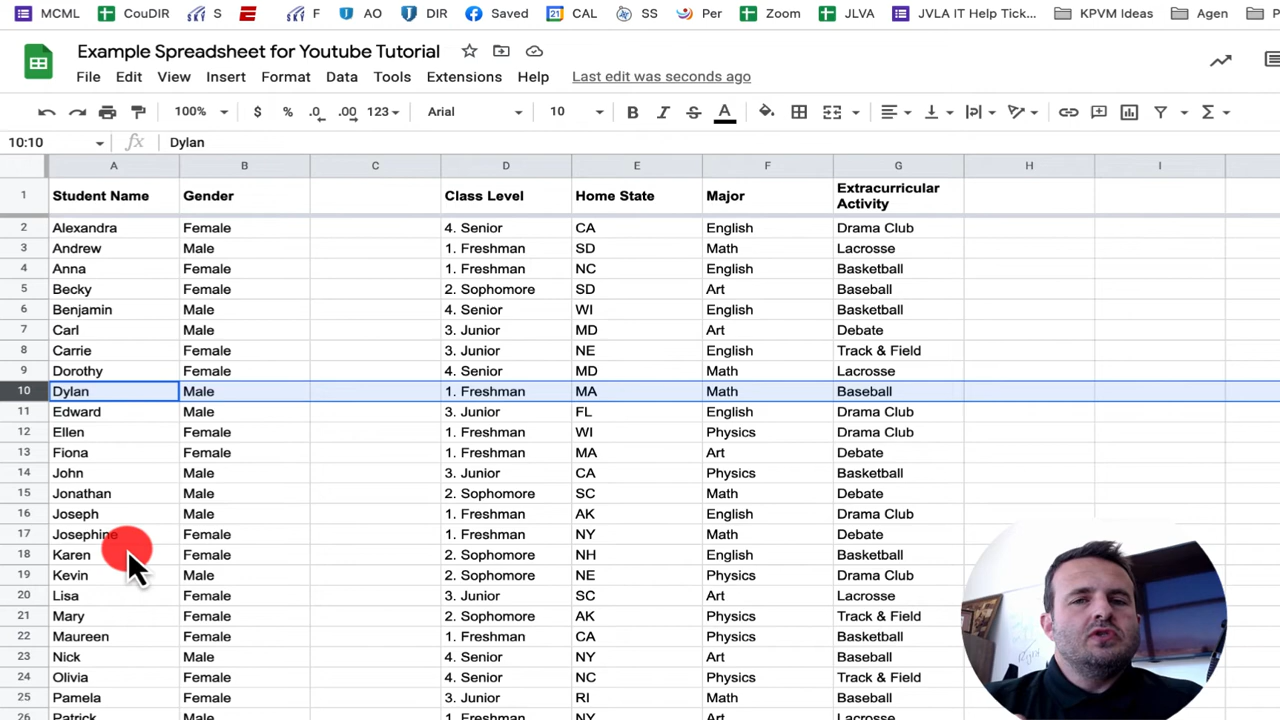 MCML CouDIR S F AO DIR Saved CAL SS Per Zoom JLVA JVLA IT Help Tick... KPVM Ideas Agen
Example Spreadsheet for Youtube Tutorial
File Edit View Insert Format Data Tools Extensions Help Last edit was seconds ago
100% $ % .0 .00 123 Arial 10 B I S A
10:10 fx Dylan
A B C D E F G H I
1 Student Name Gender Class Level Home State Major Extracurricular
Activity
2 Alexandra Female 4. Senior CA English Drama Club
3 Andrew Male 1. Freshman SD Math Lacrosse
4 Anna Female 1. Freshman NC English Basketball
5 Becky Female 2. Sophomore SD Art Baseball
6 Benjamin Male 4. Senior WI English Basketball
7 Carl Male 3. Junior MD Art Debate
8 Carrie Female 3. Junior NE English Track & Field
9 Dorothy Female 4. Senior MD Math Lacrosse
10 Dylan Male 1. Freshman MA Math Baseball
11 Edward Male 3. Junior FL English Drama Club
12 Ellen Female 1. Freshman WI Physics Drama Club
13 Fiona Female 1. Freshman MA Art Debate
14 John Male 3. Junior CA Physics Basketball
15 Jonathan Male 2. Sophomore SC Math Debate
16 Joseph Male 1. Freshman AK English Drama Club
17 Josephine Female 1. Freshman NY Math Debate
18 Karen Female 2. Sophomore NH English Basketball
19 Kevin Male 2. Sophomore NE Physics Drama Club
20 Lisa Female 3. Junior SC Art Lacrosse
21 Mary Female 2. Sophomore AK Physics Track & Field
22 Maureen Female 1. Freshman CA Physics Basketball
23 Nick Male 4. Senior NY Art Baseball
24 Olivia Female 4. Senior NC Physics Track & Field
25 Pamela Female 3. Junior RI Math Baseball
26 Patrick Male 1. Freshman NY Art Lacrosse